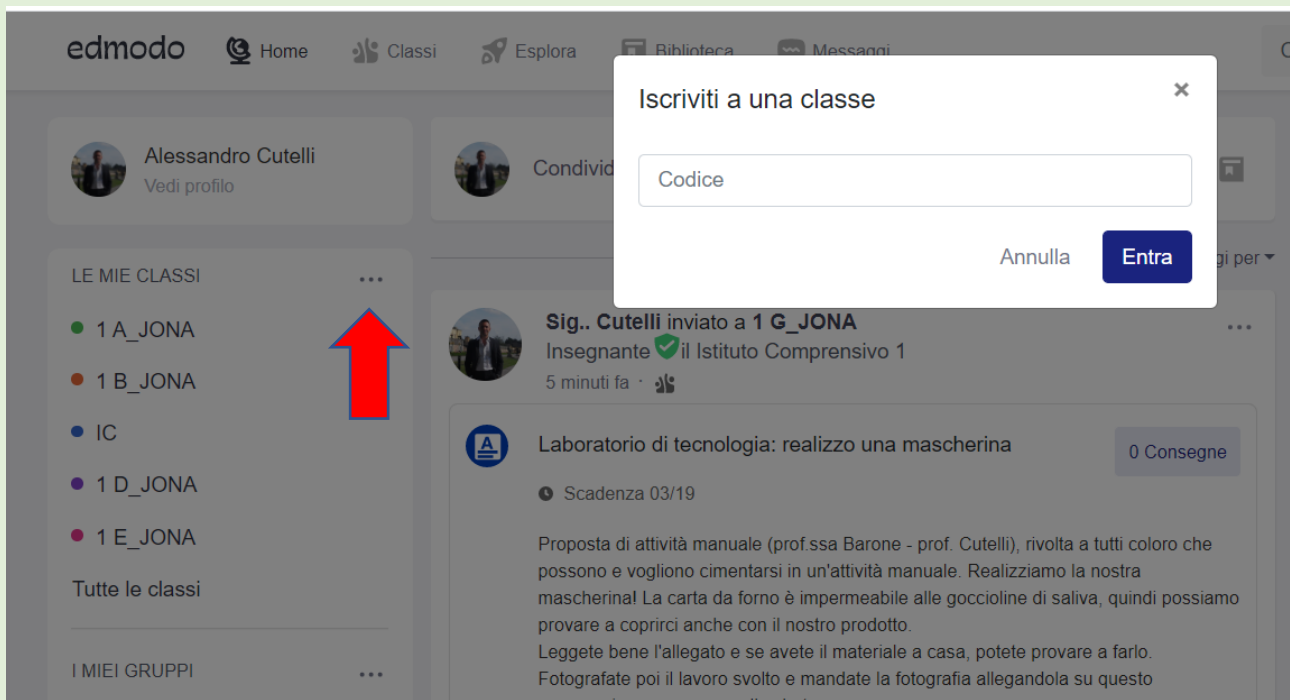 edmodo
Home
Classi
Esplora
Biblioteca
Messaggi
Iscriviti a una classe
×
Codice
Annulla
Entra
Alessandro Cutelli
Vedi profilo
Condivid
gi per
LE MIE CLASSI
1 A_JONA
1 B_JONA
IC
1 D_JONA
1 E_JONA
Tutte le classi
I MIEI GRUPPI
Sig.. Cutelli inviato a 1 G_JONA
Insegnante il Istituto Comprensivo 1
5 minuti fa ·
A
Laboratorio di tecnologia: realizzo una mascherina
0 Consegne
Scadenza 03/19
Proposta di attività manuale (prof.ssa Barone - prof. Cutelli), rivolta a tutti coloro che
possono e vogliono cimentarsi in un'attività manuale. Realizziamo la nostra
mascherina! La carta da forno è impermeabile alle goccioline di saliva, quindi possiamo
provare a coprirci anche con il nostro prodotto.
Leggete bene l'allegato e se avete il materiale a casa, potete provare a farlo.
Fotografate poi il lavoro svolto e mandate la fotografia allegandola su questo